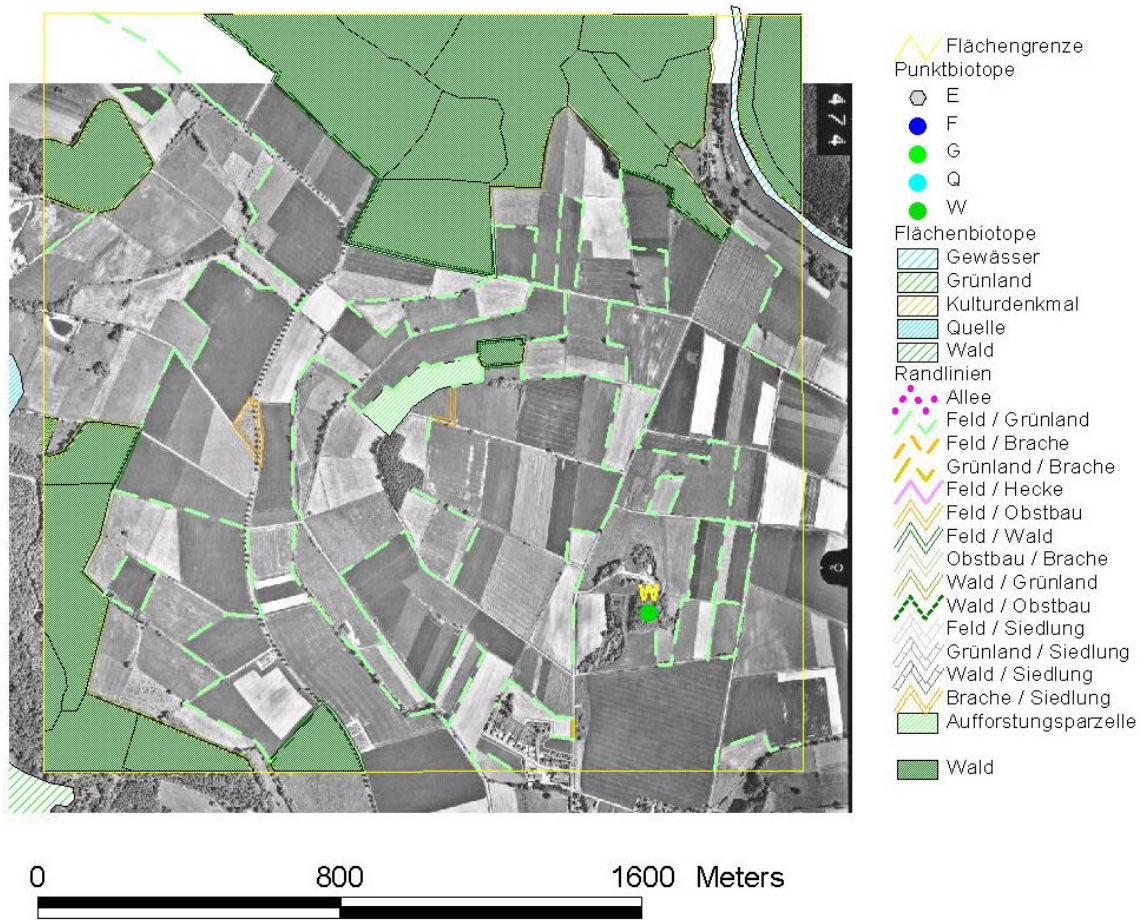 Flächengrenze
Punktbiotope
E
F
G
Q
W
Flächenbiotope
Gewässer
Grünland
Kulturdenkmal
Quelle
Wald
Randlinien
Allee
Feld / Grünland
Feld / Brache
Grünland / Brache
Feld / Hecke
Feld / Obstbau
Feld / Wald
Obstbau / Brache
Wald / Grünland
Wald / Obstbau
Feld / Siedlung
Grünland / Siedlung
Wald / Siedlung
Brache / Siedlung
Aufforstungsparzelle
Wald
474
W
0 800 1600 Meters